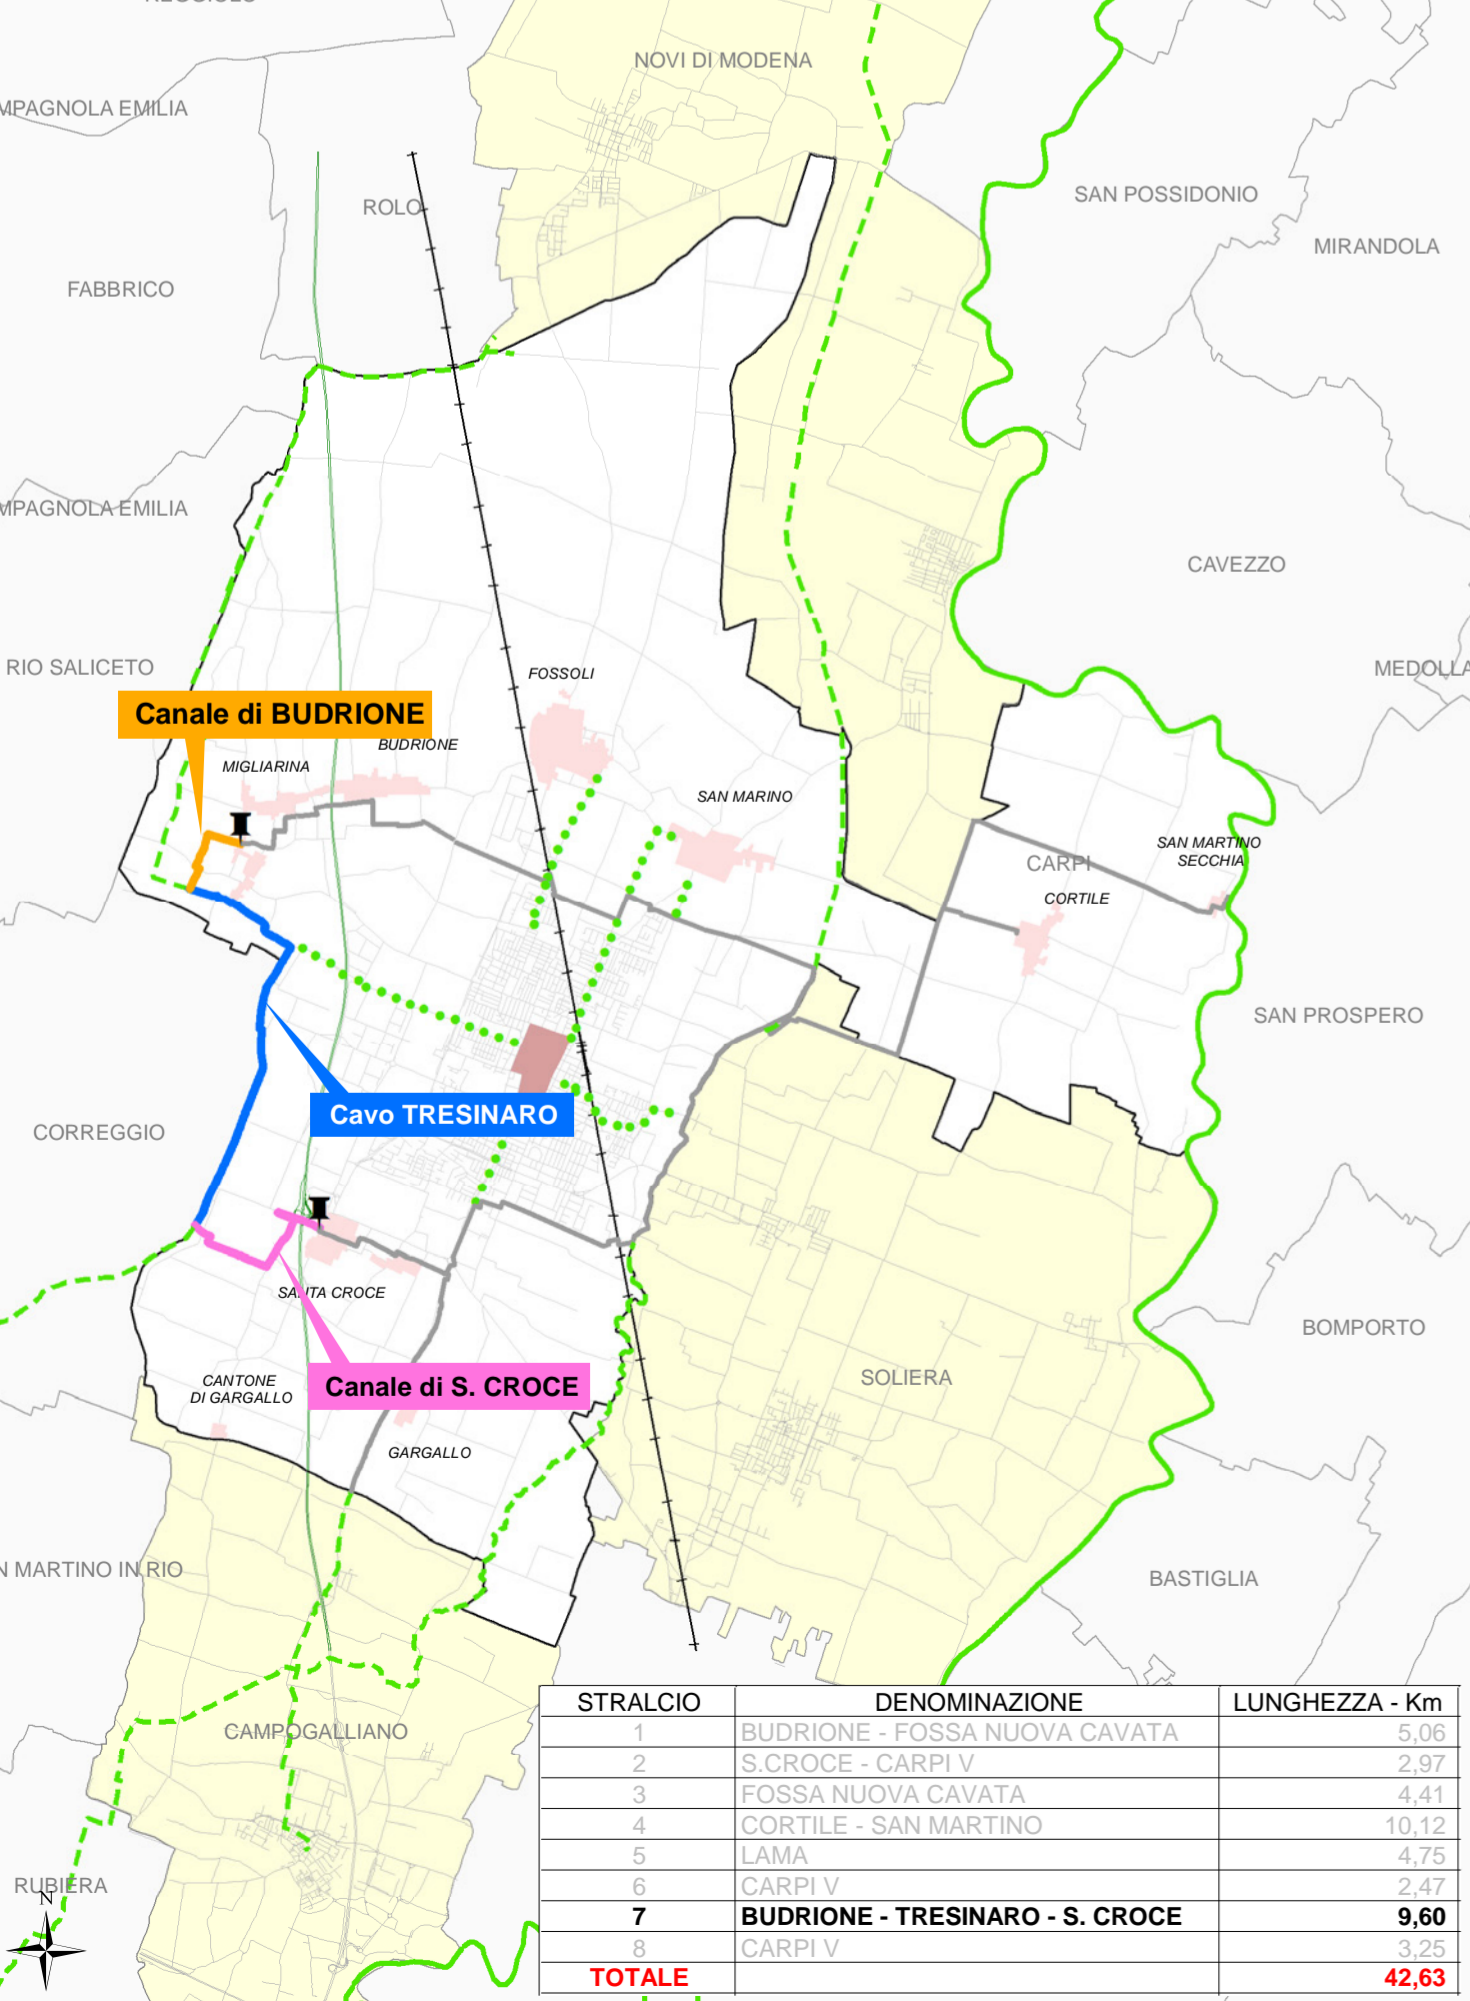 NOVI DI MODENA
MPAGNOLA EMILIA
SAN POSSIDONIO
ROLO
MIRANDOLA
FABBRICO
MPAGNOLA EMILIA
CAVEZZO
RIO SALICETO
MEDOLLA
FOSSOLI
Canale di BUDRIONE
BUDRIONE
MIGLIARINA
SAN MARINO
SAN MARTINO
SECCHIA
CARPI
CORTILE
SAN PROSPERO
Cavo TRESINARO
CORREGGIO
SANTA CROCE
BOMPORTO
SOLIERA
CANTONE
DI GARGALLO
Canale di S. CROCE
GARGALLO
N MARTINO IN RIO
BASTIGLIA
CAMPOGALLIANO
RUBIERA
N
STRALCIO DENOMINAZIONE LUNGHEZZA - Km
1 BUDRIONE - FOSSA NUOVA CAVATA 5,06
2 S.CROCE - CARPI V 2,97
3 FOSSA NUOVA CAVATA 4,41
4 CORTILE - SAN MARTINO 10,12
5 LAMA 4,75
6 CARPI V 2,47
7 BUDRIONE - TRESINARO - S. CROCE 9,60
8 CARPI V 3,25
TOTALE 42,63